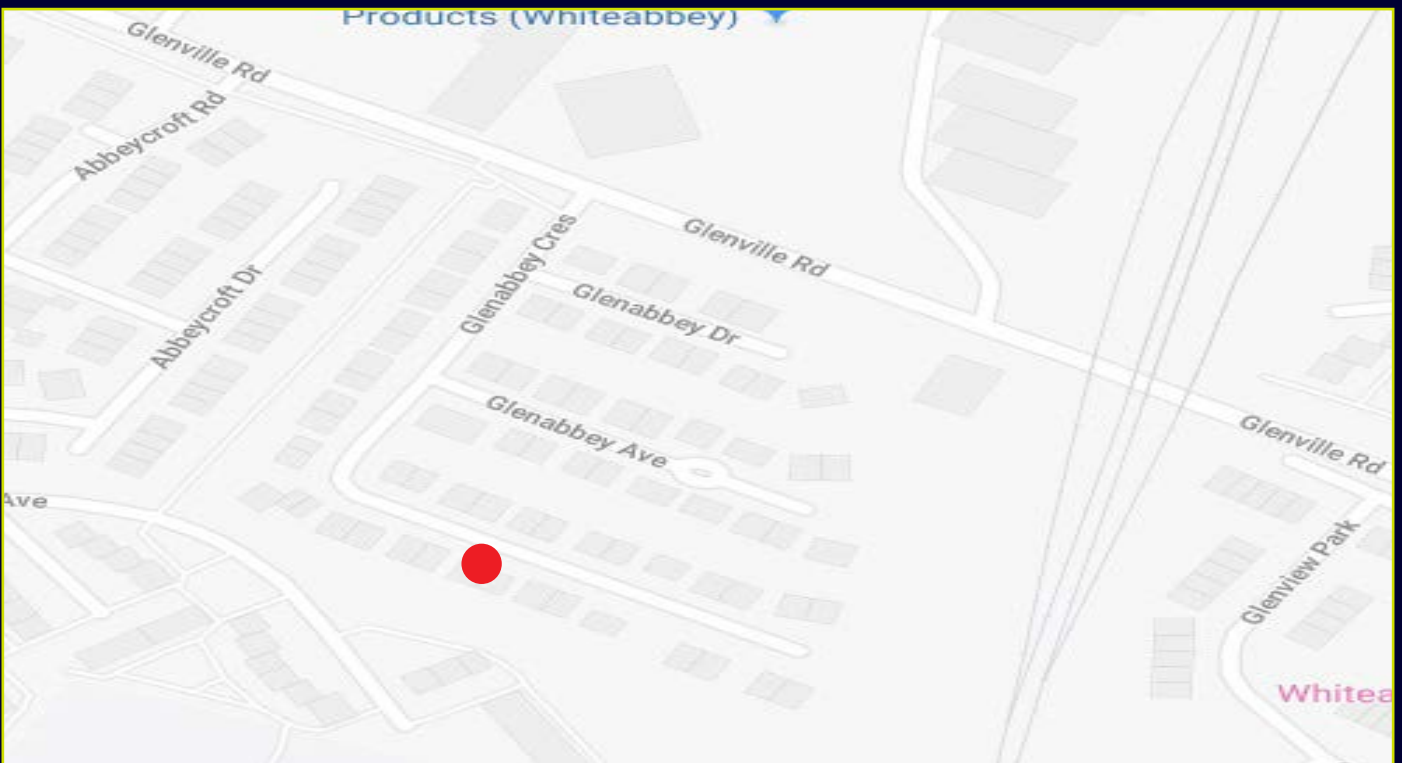 Products (Whiteabbey)
Glenville Rd
Abbeycroft Rd
Glenabbey Cres
Glenville Rd
Abbeycroft Dr
Glenabbey Dr
Glenabbey Ave
Glenville Rd
Ave
Glenview Park
Whitea